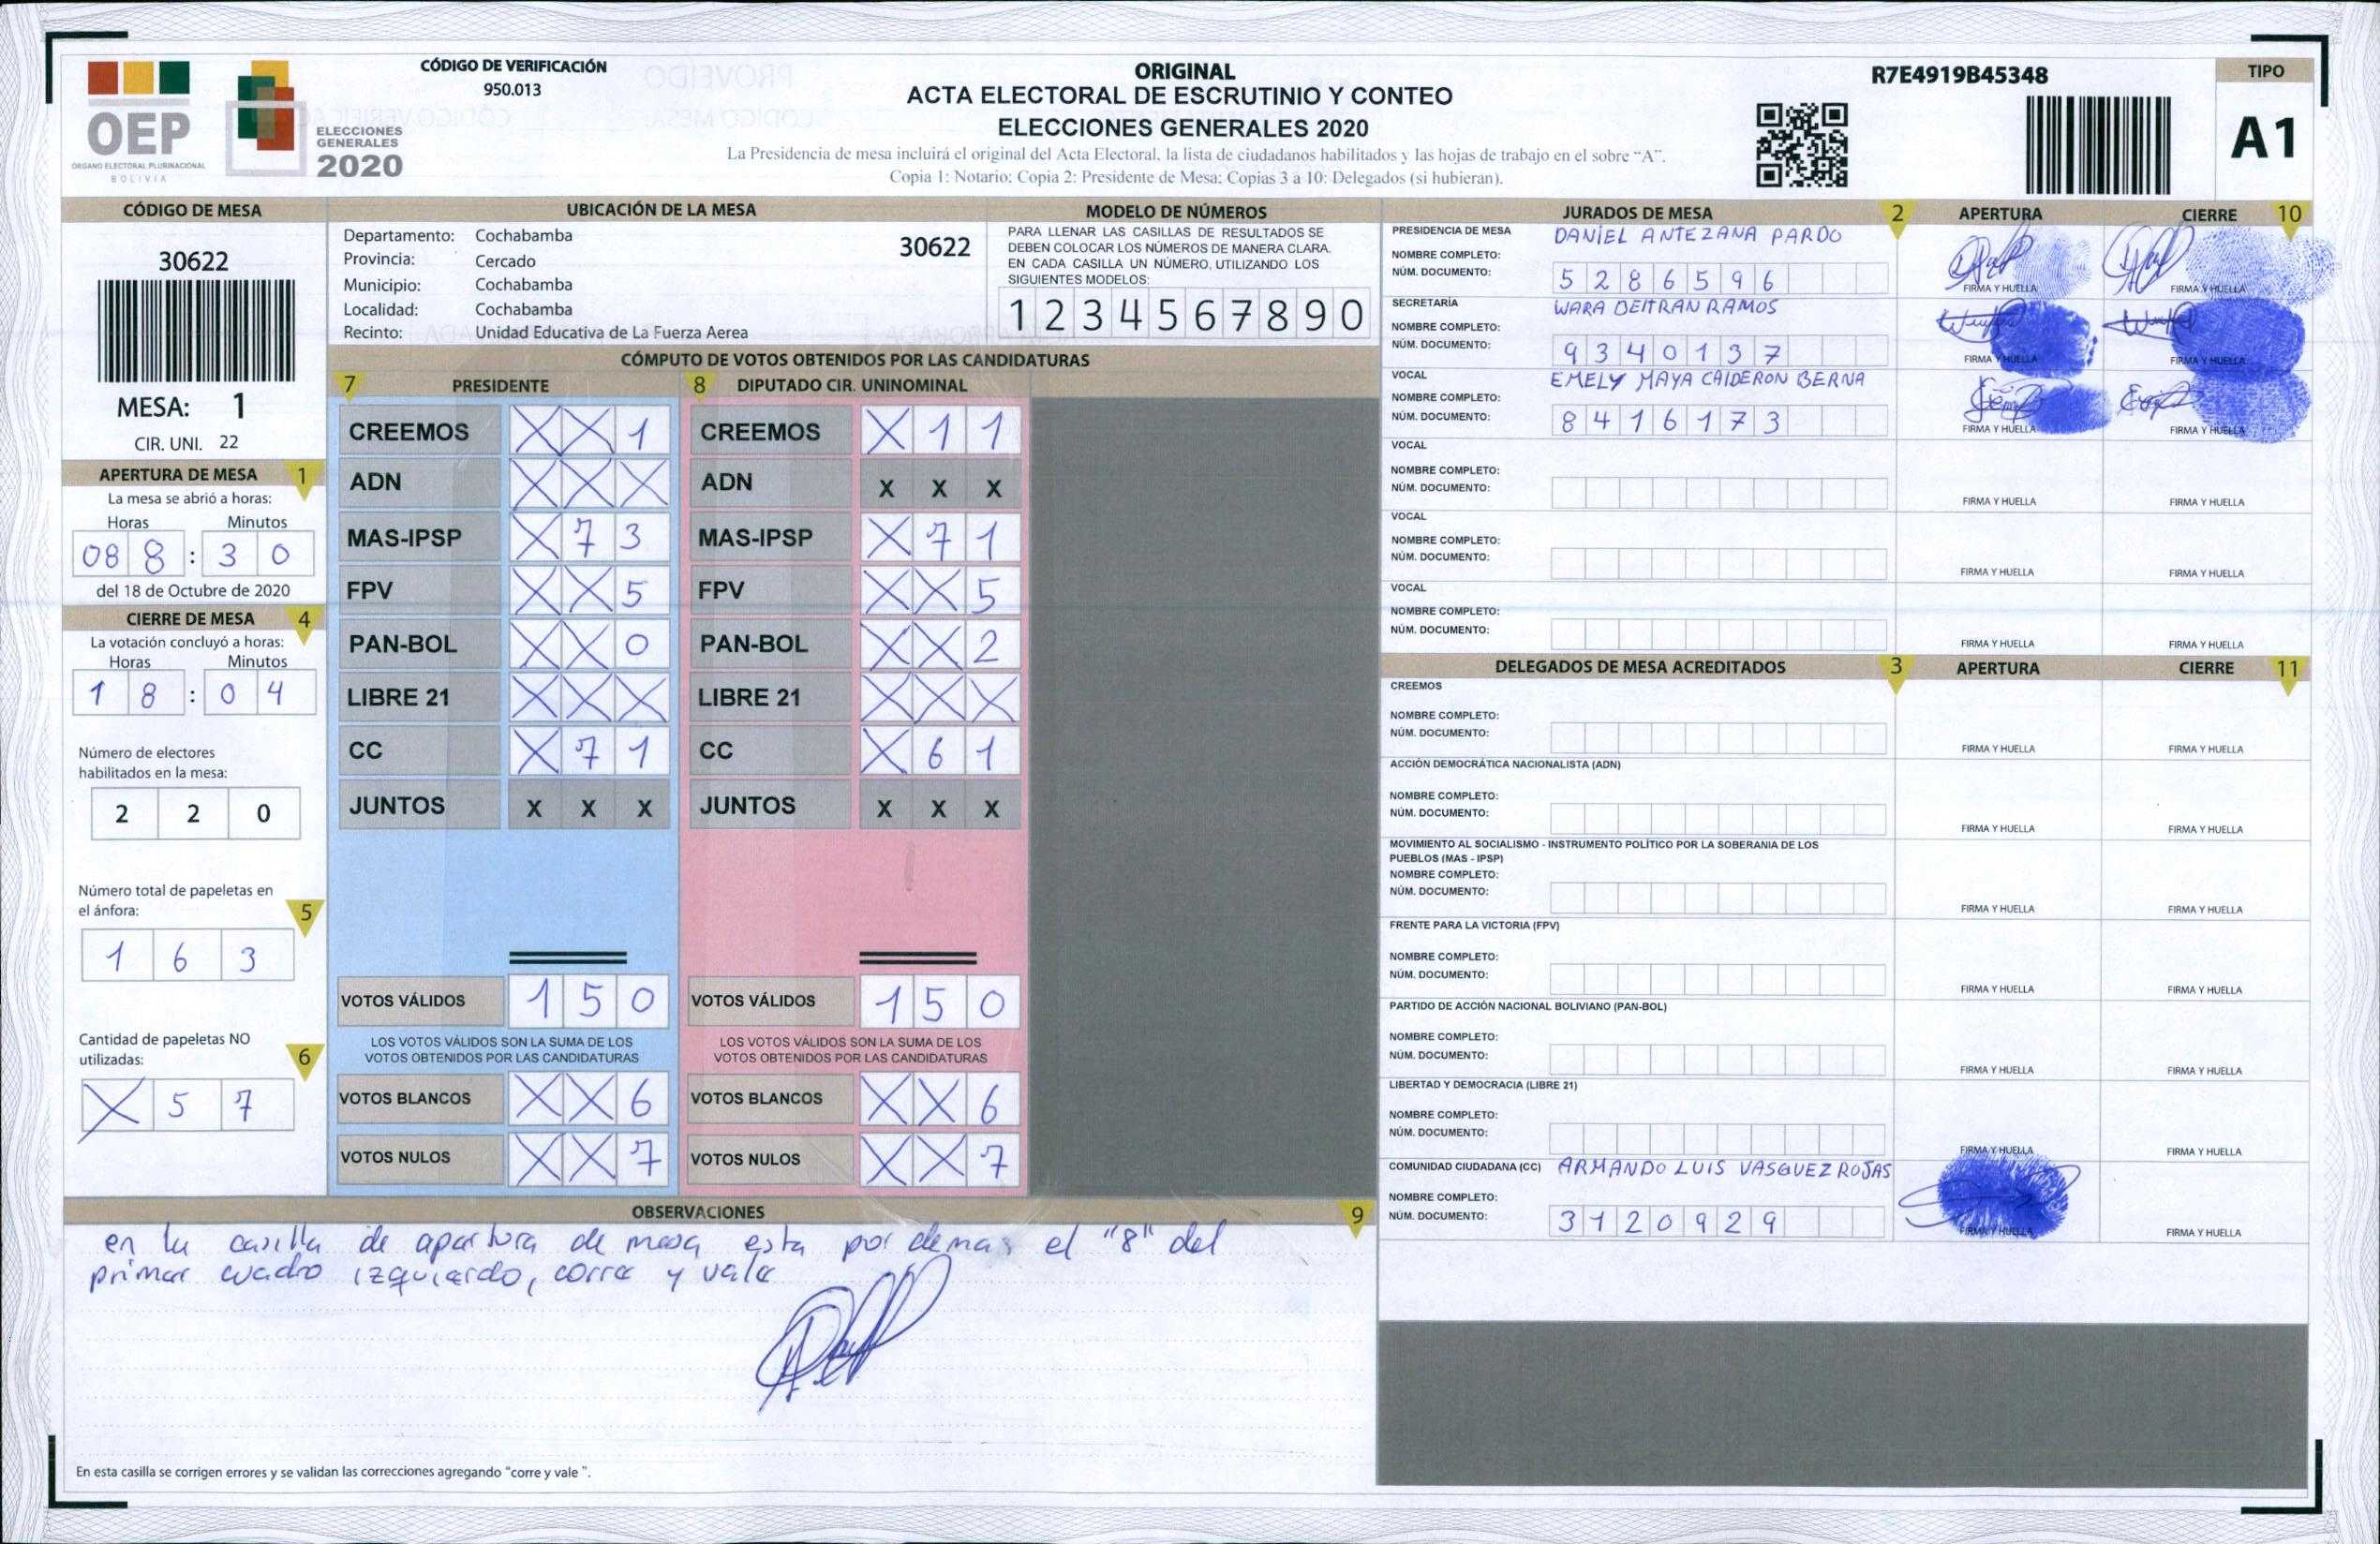 CÓDIGO DE VERIFICACIÓN
950.013
OEP
ÓRGANO ELECTORAL PLURINACIONAL
BOLIVIA
ELECCIONES
GENERALES
2020
ORIGINAL
ACTA ELECTORAL DE ESCRUTINIO Y CONTEO
ELECCIONES GENERALES 2020
La Presidencia de mesa incluirá el original del Acta Electoral, la lista de ciudadanos habilitados y las hojas de trabajo en el sobre "A".
Copia 1: Notario; Copia 2: Presidente de Mesa; Copias 3 a 10: Delegados (si hubieran).
R7E4919B45348
TIPO
A1
CÓDIGO DE MESA
30622
MESA: 1
CIR. UNI. 22
APERTURA DE MESA 1
La mesa se abrió a horas:
Horas Minutos
08 8 : 3 0
del 18 de Octubre de 2020
CIERRE DE MESA 4
La votación concluyó a horas:
Horas Minutos
1 8 : 0 4
Número de electores
habilitados en la mesa:
2 2 0
Número total de papeletas en
el ánfora: 5
1 6 3
Cantidad de papeletas NO
utilizadas: 6
X 5 7
UBICACIÓN DE LA MESA
Departamento: Cochabamba 30622
Provincia: Cercado
Municipio: Cochabamba
Localidad: Cochabamba
Recinto: Unidad Educativa de La Fuerza Aerea
MODELO DE NÚMEROS
PARA LLENAR LAS CASILLAS DE RESULTADOS SE
DEBEN COLOCAR LOS NÚMEROS DE MANERA CLARA.
EN CADA CASILLA UN NÚMERO, UTILIZANDO LOS
SIGUIENTES MODELOS:
1 2 3 4 5 6 7 8 9 0
CÓMPUTO DE VOTOS OBTENIDOS POR LAS CANDIDATURAS
7 PRESIDENTE 8 DIPUTADO CIR. UNINOMINAL
CREEMOS X X 1 CREEMOS X 1 1
ADN X X X ADN X X X
MAS-IPSP X 7 3 MAS-IPSP X 7 1
FPV X X 5 FPV X X 5
PAN-BOL X X 0 PAN-BOL X X 2
LIBRE 21 X X X LIBRE 21 X X X
CC X 7 1 CC X 6 1
JUNTOS X X X JUNTOS X X X
VOTOS VÁLIDOS 1 5 0 VOTOS VÁLIDOS 1 5 0
LOS VOTOS VÁLIDOS SON LA SUMA DE LOS LOS VOTOS VÁLIDOS SON LA SUMA DE LOS
VOTOS OBTENIDOS POR LAS CANDIDATURAS VOTOS OBTENIDOS POR LAS CANDIDATURAS
VOTOS BLANCOS X X 6 VOTOS BLANCOS X X 6
VOTOS NULOS X X 7 VOTOS NULOS X X 7
OBSERVACIONES 9
en la casilla de apertura de mesa esta por demas el "8" del
primer cuadro izquierdo, corre y vale
En esta casilla se corrigen errores y se validan las correcciones agregando "corre y vale ".
JURADOS DE MESA 2 APERTURA CIERRE 10
PRESIDENCIA DE MESA DANIEL ANTEZANA PARDO
NOMBRE COMPLETO:
NÚM. DOCUMENTO: 5 2 8 6 5 9 6
FIRMA Y HUELLA FIRMA Y HUELLA
SECRETARÍA WARA BELTRAN RAMOS
NOMBRE COMPLETO:
NÚM. DOCUMENTO: 9 3 4 0 1 3 7
FIRMA Y HUELLA FIRMA Y HUELLA
VOCAL EMELY MAYA CALDERON BERNA
NOMBRE COMPLETO:
NÚM. DOCUMENTO: 8 4 1 6 1 7 3
FIRMA Y HUELLA FIRMA Y HUELLA
VOCAL
NOMBRE COMPLETO:
NÚM. DOCUMENTO:
FIRMA Y HUELLA FIRMA Y HUELLA
VOCAL
NOMBRE COMPLETO:
NÚM. DOCUMENTO:
FIRMA Y HUELLA FIRMA Y HUELLA
VOCAL
NOMBRE COMPLETO:
NÚM. DOCUMENTO:
FIRMA Y HUELLA FIRMA Y HUELLA
DELEGADOS DE MESA ACREDITADOS 3 APERTURA CIERRE 11
CREEMOS
NOMBRE COMPLETO:
NÚM. DOCUMENTO:
FIRMA Y HUELLA FIRMA Y HUELLA
ACCIÓN DEMOCRÁTICA NACIONALISTA (ADN)
NOMBRE COMPLETO:
NÚM. DOCUMENTO:
FIRMA Y HUELLA FIRMA Y HUELLA
MOVIMIENTO AL SOCIALISMO - INSTRUMENTO POLÍTICO POR LA SOBERANIA DE LOS
PUEBLOS (MAS - IPSP)
NOMBRE COMPLETO:
NÚM. DOCUMENTO:
FIRMA Y HUELLA FIRMA Y HUELLA
FRENTE PARA LA VICTORIA (FPV)
NOMBRE COMPLETO:
NÚM. DOCUMENTO:
FIRMA Y HUELLA FIRMA Y HUELLA
PARTIDO DE ACCIÓN NACIONAL BOLIVIANO (PAN-BOL)
NOMBRE COMPLETO:
NÚM. DOCUMENTO:
FIRMA Y HUELLA FIRMA Y HUELLA
LIBERTAD Y DEMOCRACIA (LIBRE 21)
NOMBRE COMPLETO:
NÚM. DOCUMENTO:
FIRMA Y HUELLA FIRMA Y HUELLA
COMUNIDAD CIUDADANA (CC) ARMANDO LUIS VASQUEZ ROJAS
NOMBRE COMPLETO:
NÚM. DOCUMENTO: 3 1 2 0 9 2 9
FIRMA Y HUELLA FIRMA Y HUELLA